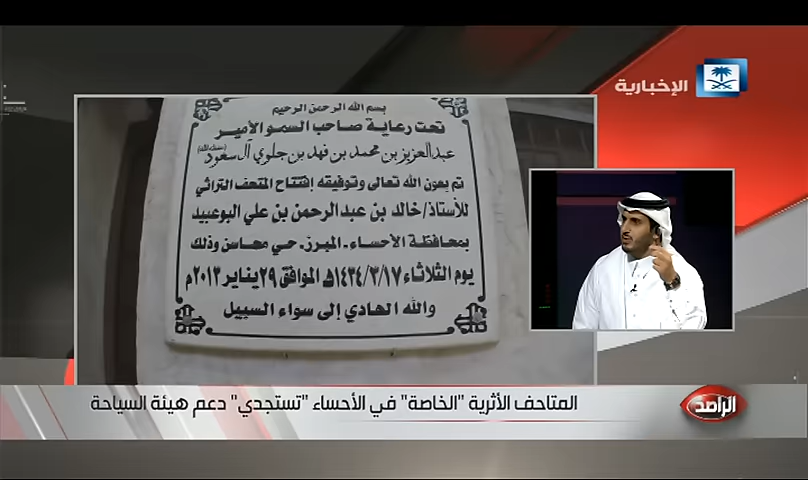 الإخبارية
بسم الله الرحمن الرحيم
تحت رعاية صاحب السمو الأمير
عبدالعزيز بن محمد بن فهد بن جلوي آل سعود
تم بعون الله تعالى وتوفيقه إفتتاح المتحف التراثي
للأستاذ/خالد بن عبدالرحمن بن علي البوعبيد
بمحافظة الأحساء - المبرز - حي محاسن وذلك
يوم الثلاثاء ١٤٣٤/٣/١٧هـ الموافق ٢٩ يناير ٢٠١٣م
والله الهادي إلى سواء السبيل
المتاحف الأثرية "الخاصة" في الأحساء "تستجدي" دعم هيئة السياحة
الراصد